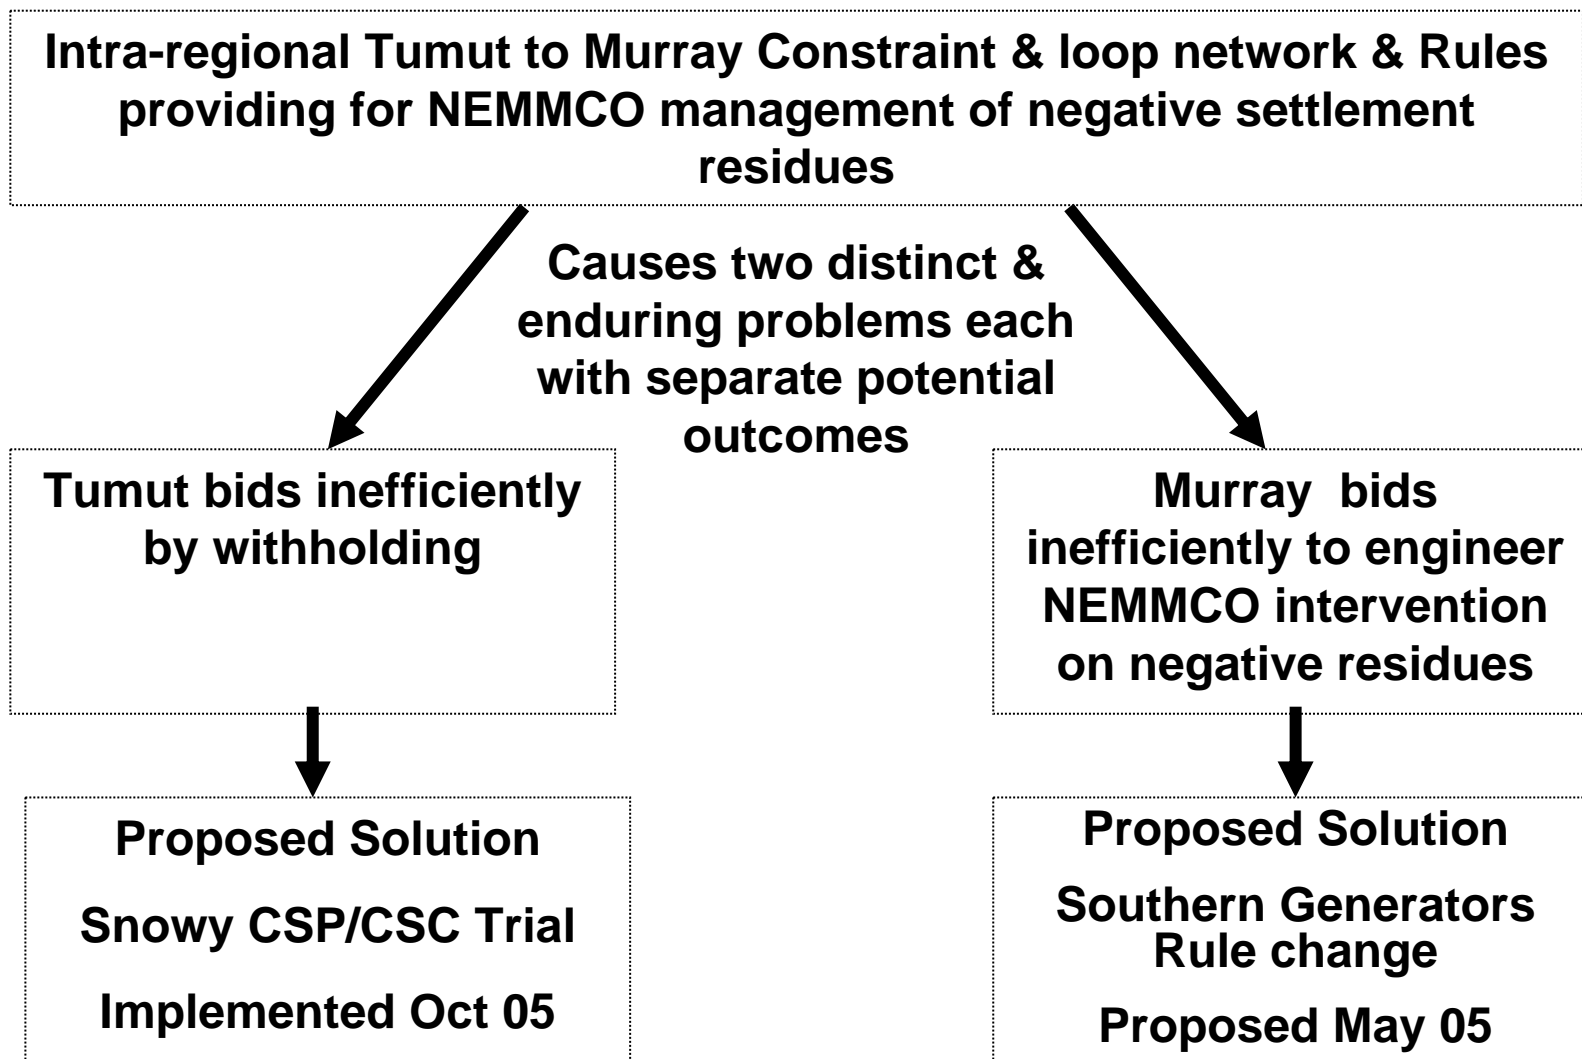 Intra-regional Tumut to Murray Constraint & loop network & Rules
providing for NEMMCO management of negative settlement
residues
Causes two distinct &
enduring problems each
with separate potential
outcomes
Tumut bids inefficiently
by withholding
Murray bids
inefficiently to engineer
NEMMCO intervention
on negative residues
Proposed Solution
Snowy CSP/CSC Trial
Implemented Oct 05
Proposed Solution
Southern Generators
Rule change
Proposed May 05